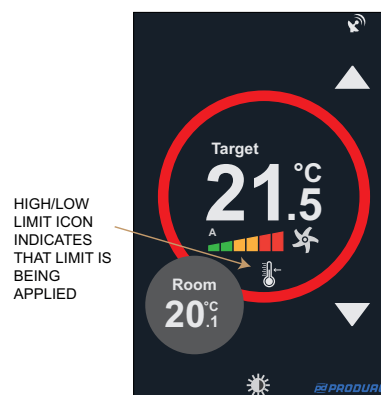 HIGH/LOW
LIMIT ICON
INDICATES
THAT LIMIT IS
BEING
APPLIED
Target
21.5 °C
A
Room
20.1 °C